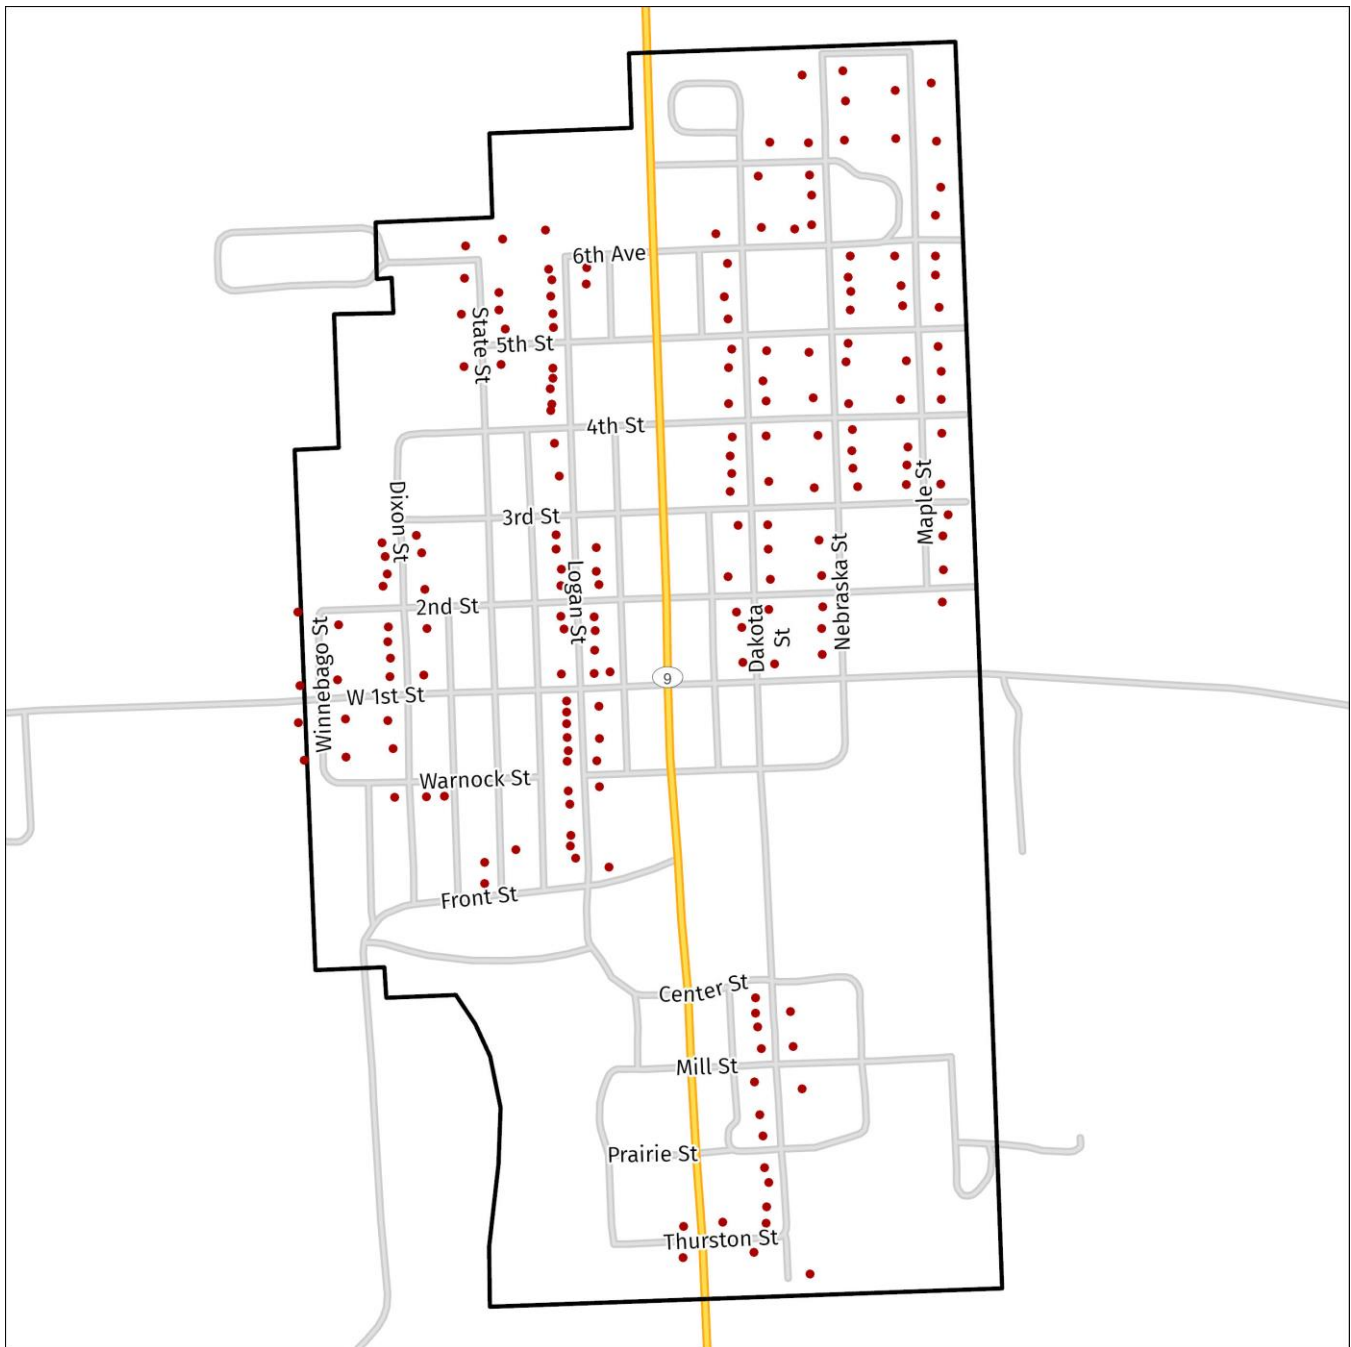 6th Ave
State St
5th St
4th St
Dixon St
3rd St
Maple St
Logan St
Nebraska St
2nd St
Dakota
St
Winnebago St
9
W 1st St
Warnock St
Front St
Center St
Mill St
Prairie St
Thurston St